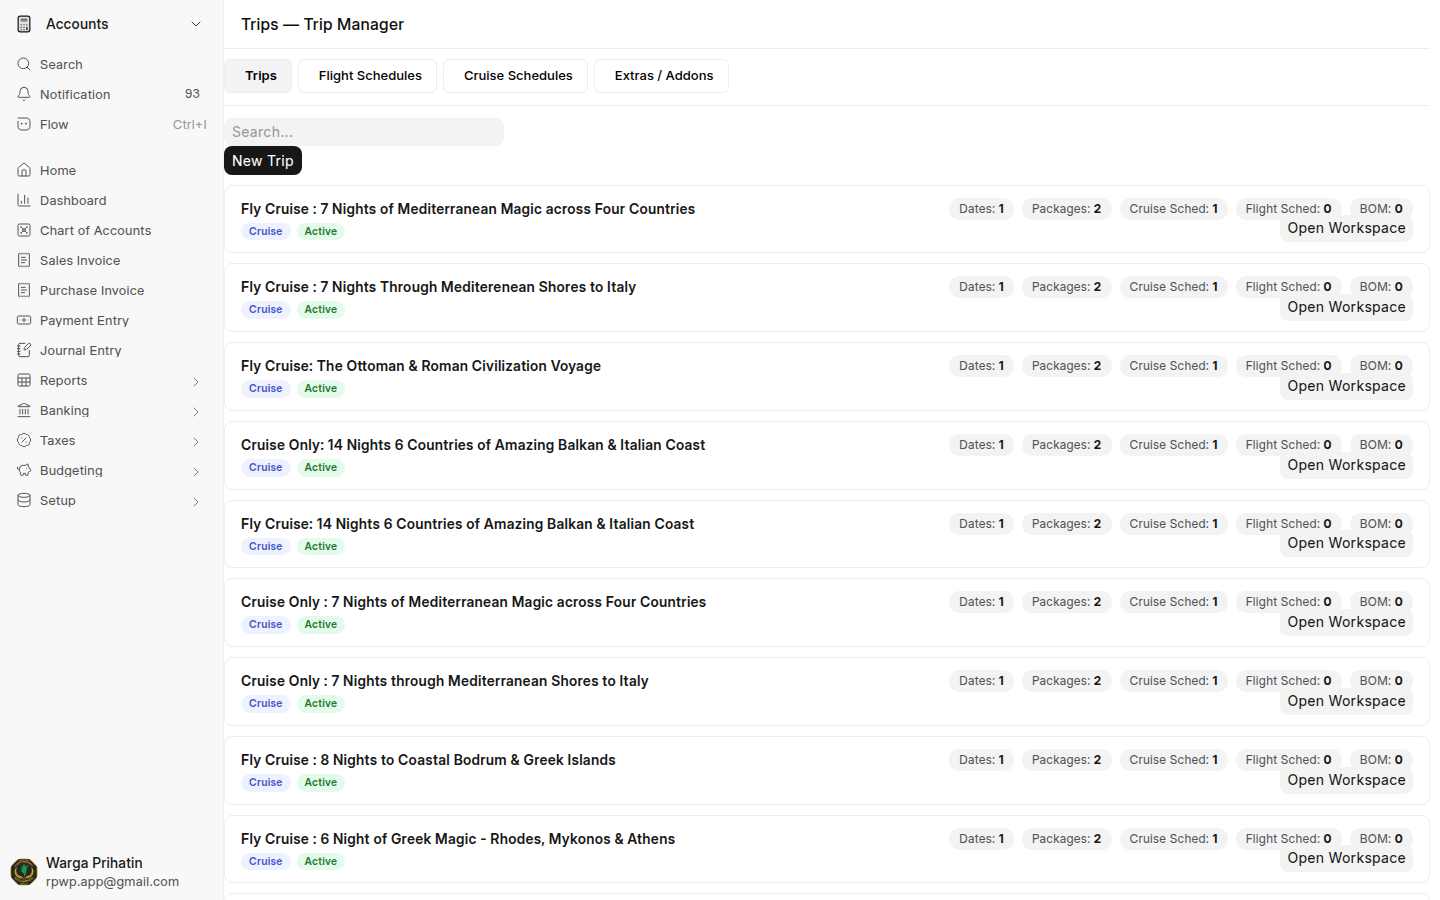 Accounts
Search
Notification 93
Flow Ctrl+I
Home
Dashboard
Chart of Accounts
Sales Invoice
Purchase Invoice
Payment Entry
Journal Entry
Reports
Banking
Taxes
Budgeting
Setup
Warga Prihatin
rpwp.app@gmail.com
Trips — Trip Manager
Trips Flight Schedules Cruise Schedules Extras / Addons
Search...
New Trip
Fly Cruise : 7 Nights of Mediterranean Magic across Four Countries Dates: 1 Packages: 2 Cruise Sched: 1 Flight Sched: 0 BOM: 0
Cruise Active Open Workspace
Fly Cruise : 7 Nights Through Mediterenean Shores to Italy Dates: 1 Packages: 2 Cruise Sched: 1 Flight Sched: 0 BOM: 0
Cruise Active Open Workspace
Fly Cruise: The Ottoman & Roman Civilization Voyage Dates: 1 Packages: 2 Cruise Sched: 1 Flight Sched: 0 BOM: 0
Cruise Active Open Workspace
Cruise Only: 14 Nights 6 Countries of Amazing Balkan & Italian Coast Dates: 1 Packages: 2 Cruise Sched: 1 Flight Sched: 0 BOM: 0
Cruise Active Open Workspace
Fly Cruise: 14 Nights 6 Countries of Amazing Balkan & Italian Coast Dates: 1 Packages: 2 Cruise Sched: 1 Flight Sched: 0 BOM: 0
Cruise Active Open Workspace
Cruise Only : 7 Nights of Mediterranean Magic across Four Countries Dates: 1 Packages: 2 Cruise Sched: 1 Flight Sched: 0 BOM: 0
Cruise Active Open Workspace
Cruise Only : 7 Nights through Mediterranean Shores to Italy Dates: 1 Packages: 2 Cruise Sched: 1 Flight Sched: 0 BOM: 0
Cruise Active Open Workspace
Fly Cruise : 8 Nights to Coastal Bodrum & Greek Islands Dates: 1 Packages: 2 Cruise Sched: 1 Flight Sched: 0 BOM: 0
Cruise Active Open Workspace
Fly Cruise : 6 Night of Greek Magic - Rhodes, Mykonos & Athens Dates: 1 Packages: 2 Cruise Sched: 1 Flight Sched: 0 BOM: 0
Cruise Active Open Workspace